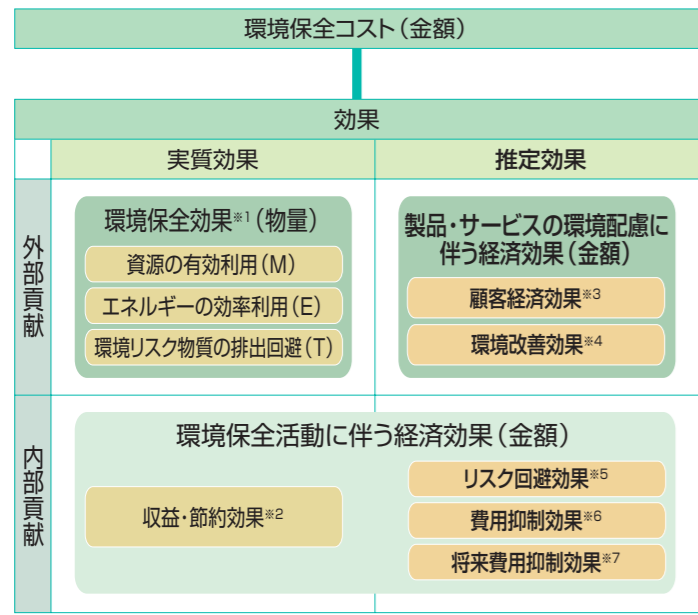 環境保全コスト(金額)
効果
実質効果
推定効果
外部貢献
環境保全効果※1(物量)
資源の有効利用(M)
エネルギーの効率利用(E)
環境リスク物質の排出回避(T)
製品・サービスの環境配慮に
伴う経済効果(金額)
顧客経済効果※3
環境改善効果※4
内部貢献
環境保全活動に伴う経済効果(金額)
収益・節約効果※2
リスク回避効果※5
費用抑制効果※6
将来費用抑制効果※7